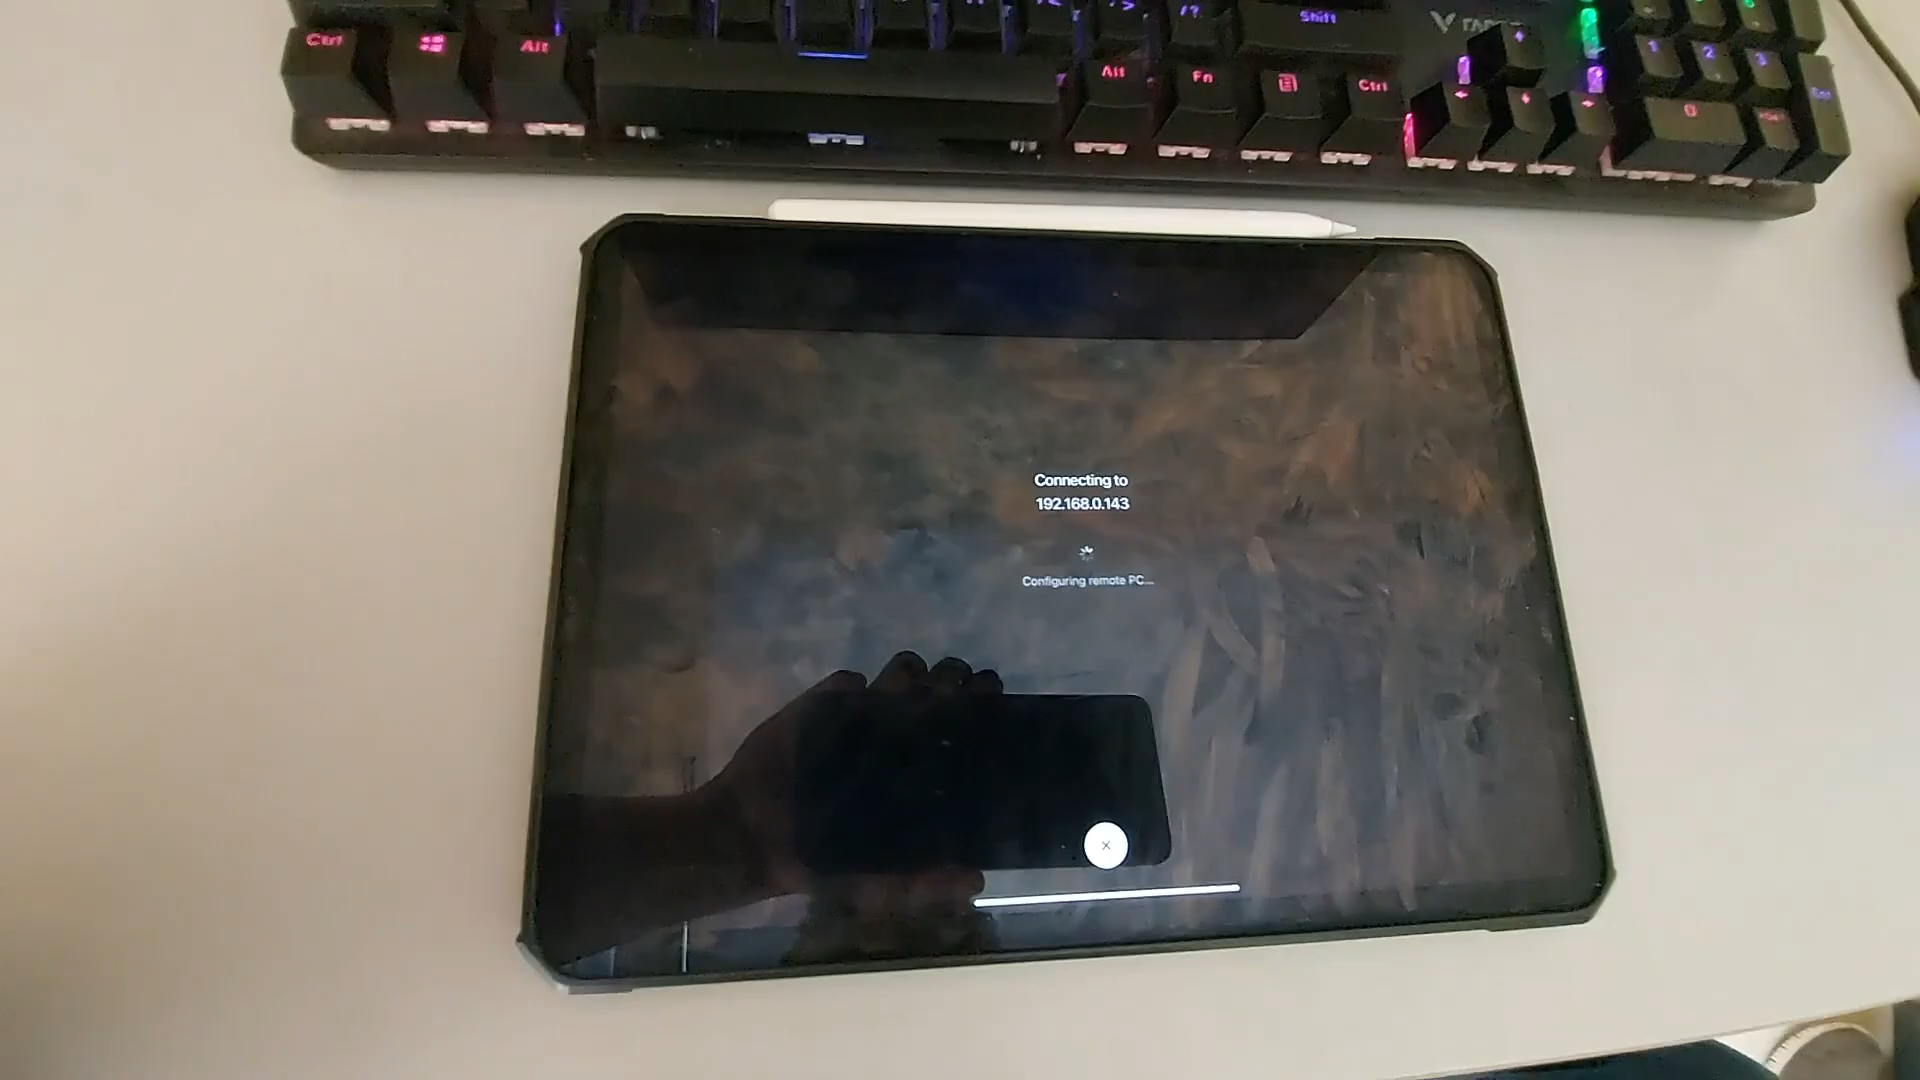 Shift
Ctrl
Alt
Alt
Fn
Ctrl
1
2
3
0
Connecting to
192.168.0.143
Configuring remote PC...